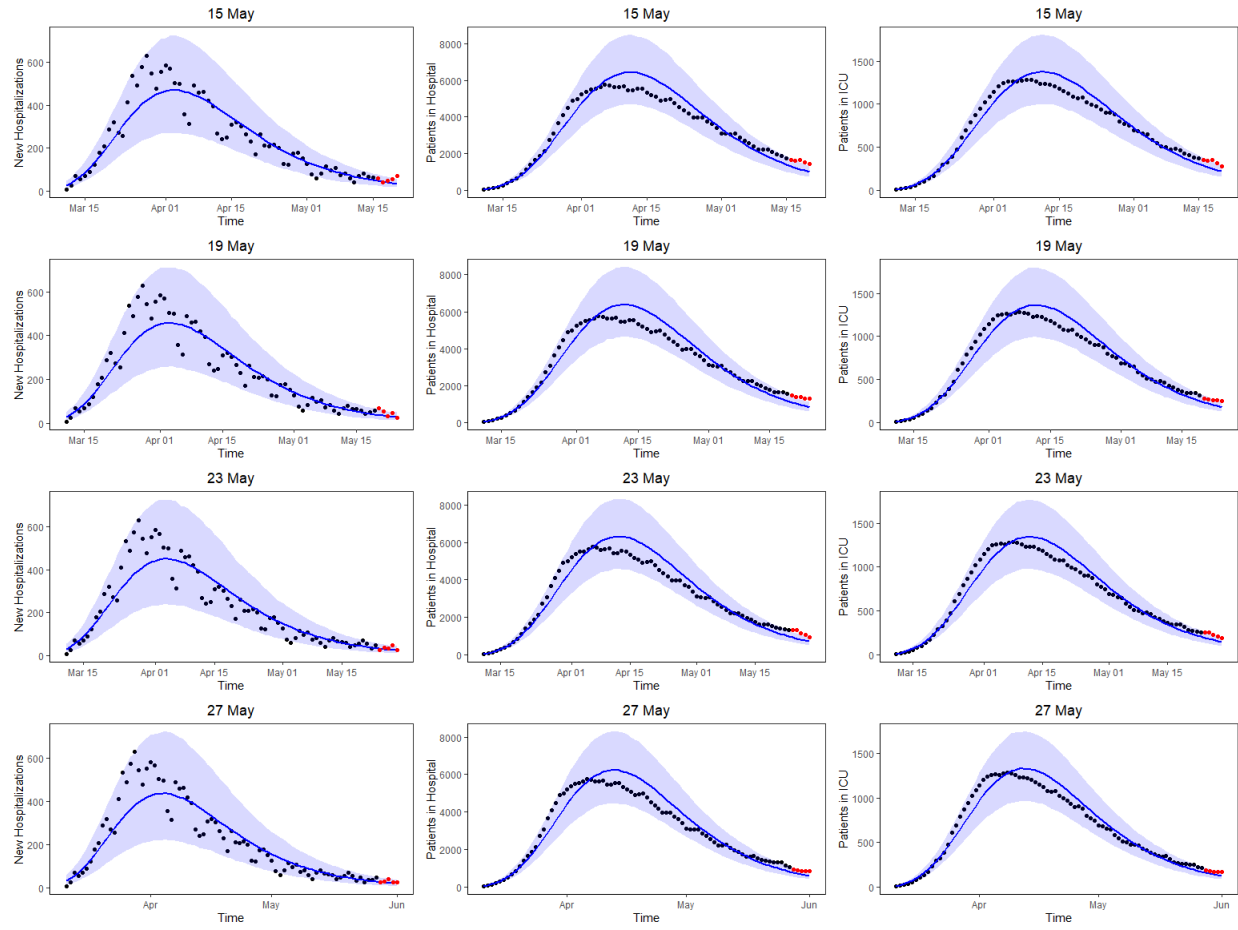 15 May
New Hospitalizations
600
400
200
0
Mar 15
Apr 01
Apr 15
May 01
May 15
Time
15 May
Patients in Hospital
8000
6000
4000
2000
0
Mar 15
Apr 01
Apr 15
May 01
May 15
Time
15 May
Patients in ICU
1500
1000
500
0
Mar 15
Apr 01
Apr 15
May 01
May 15
Time
19 May
New Hospitalizations
600
400
200
0
Mar 15
Apr 01
Apr 15
May 01
May 15
Time
19 May
Patients in Hospital
8000
6000
4000
2000
0
Mar 15
Apr 01
Apr 15
May 01
May 15
Time
19 May
Patients in ICU
1500
1000
500
0
Mar 15
Apr 01
Apr 15
May 01
May 15
Time
23 May
New Hospitalizations
600
400
200
0
Mar 15
Apr 01
Apr 15
May 01
May 15
Time
23 May
Patients in Hospital
8000
6000
4000
2000
0
Mar 15
Apr 01
Apr 15
May 01
May 15
Time
23 May
Patients in ICU
1500
1000
500
0
Mar 15
Apr 01
Apr 15
May 01
May 15
Time
27 May
New Hospitalizations
600
400
200
0
Apr
May
Jun
Time
27 May
Patients in Hospital
8000
6000
4000
2000
0
Apr
May
Jun
Time
27 May
Patients in ICU
1500
1000
500
0
Apr
May
Jun
Time